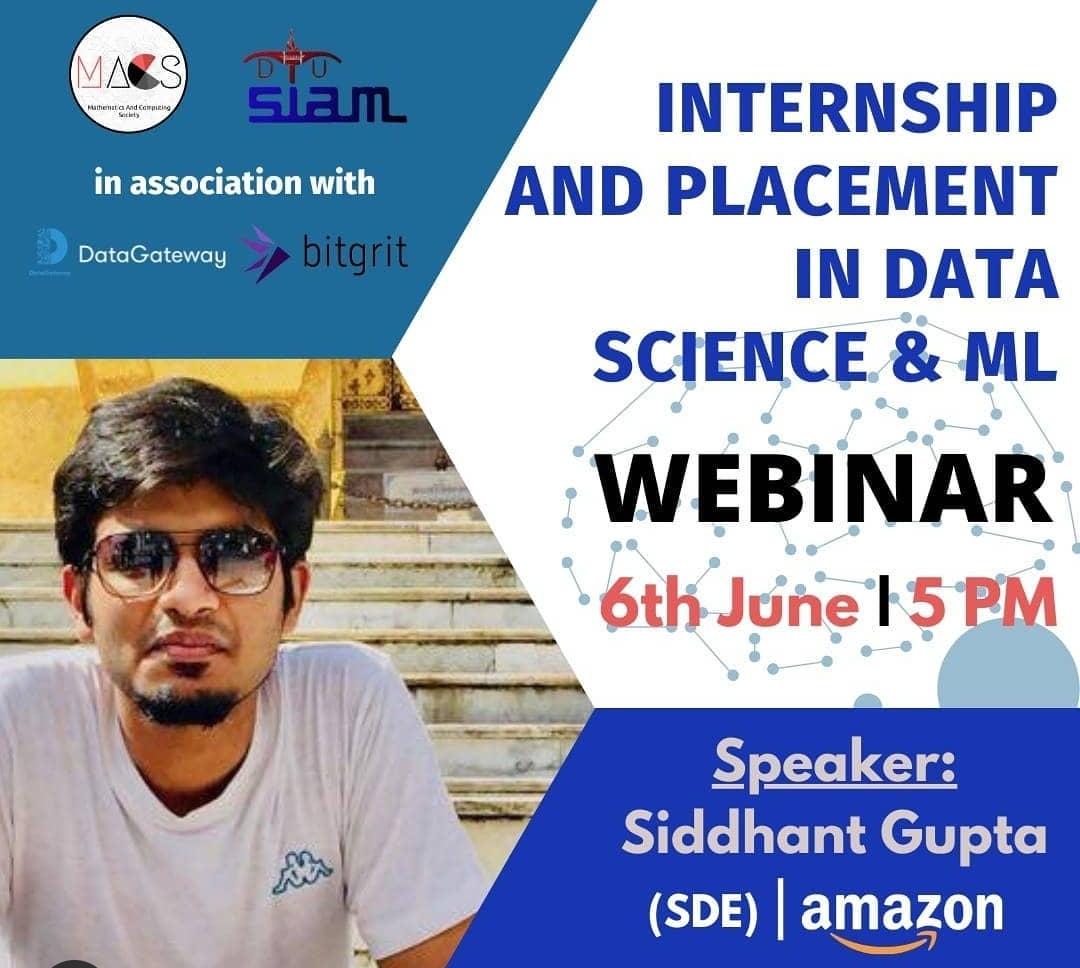 MACS
Mathematics And Computing
Society
DTU
siam
in association with
DataGateway
DataGateway
bitgrit
INTERNSHIP
AND PLACEMENT
IN DATA
SCIENCE & ML
WEBINAR
6th June | 5 PM
Speaker:
Siddhant Gupta
(SDE) | amazon